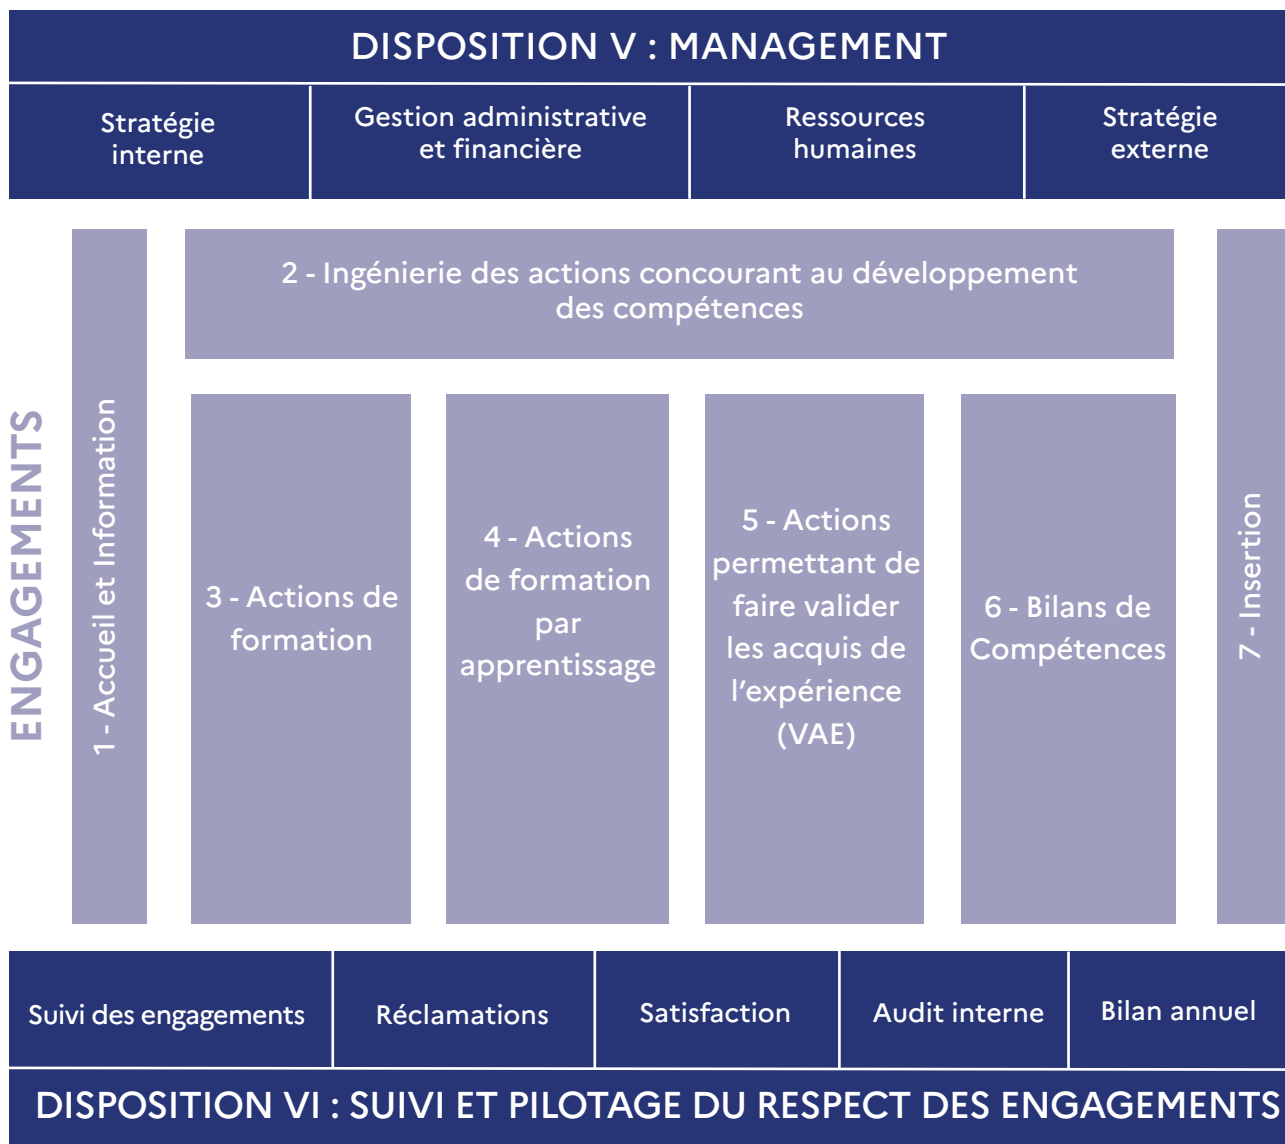 DISPOSITION V : MANAGEMENT
Stratégie
interne
Gestion administrative
et financière
Ressources
humaines
Stratégie
externe
ENGAGEMENTS
1 - Accueil et Information
2 - Ingénierie des actions concourant au développement
des compétences
3 - Actions de
formation
4 - Actions
de formation
par
apprentissage
5 - Actions
permettant de
faire valider
les acquis de
l’expérience
(VAE)
6 - Bilans de
Compétences
7 - Insertion
Suivi des engagements
Réclamations
Satisfaction
Audit interne
Bilan annuel
DISPOSITION VI : SUIVI ET PILOTAGE DU RESPECT DES ENGAGEMENTS